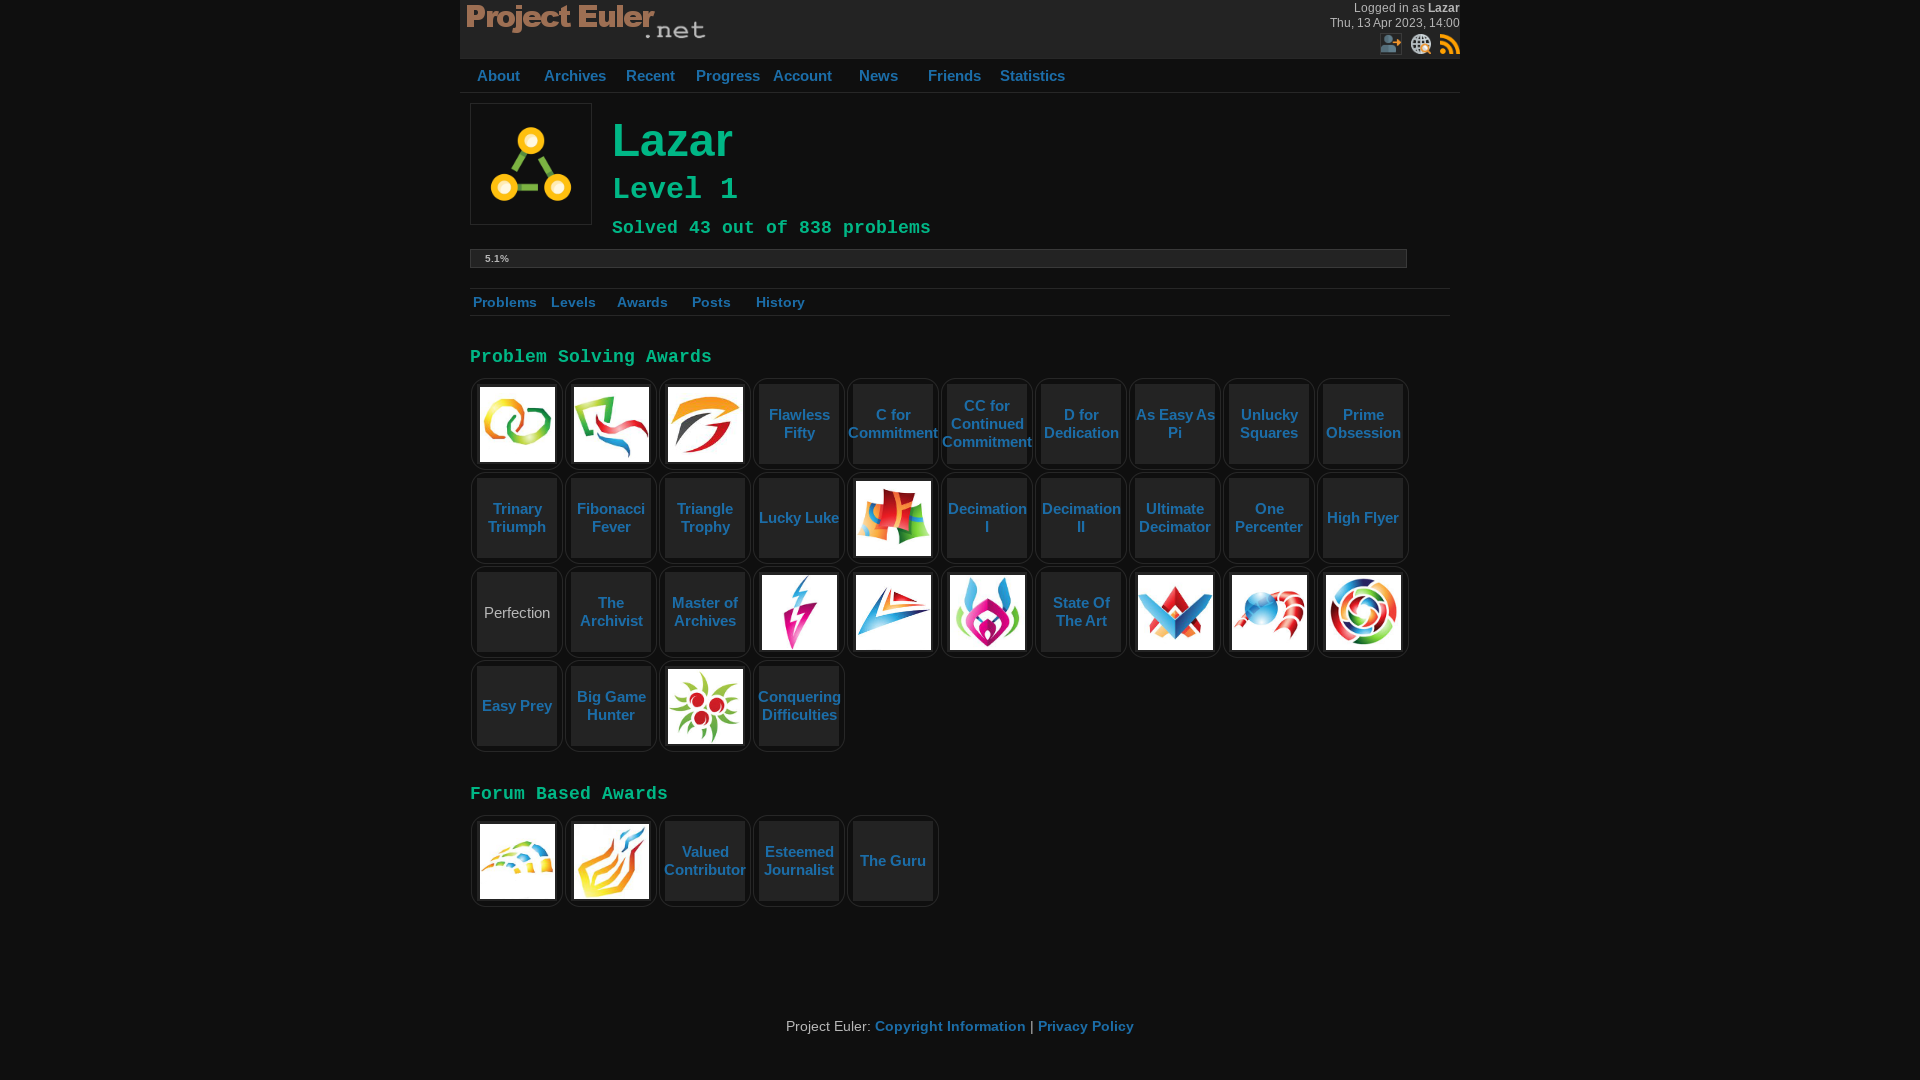 Project Euler
.net
Logged in as Lazar
Thu, 13 Apr 2023, 14:00
About Archives Recent Progress Account News Friends Statistics
Lazar
Level 1
Solved 43 out of 838 problems
5.1%
Problems Levels Awards Posts History
Problem Solving Awards
Flawless
Fifty
C for
Commitment
CC for
Continued
Commitment
D for
Dedication
As Easy As
Pi
Unlucky
Squares
Prime
Obsession
Trinary
Triumph
Fibonacci
Fever
Triangle
Trophy
Lucky Luke
Decimation
I
Decimation
II
Ultimate
Decimator
One
Percenter
High Flyer
Perfection
The
Archivist
Master of
Archives
State Of
The Art
Easy Prey
Big Game
Hunter
Conquering
Difficulties
Forum Based Awards
Valued
Contributor
Esteemed
Journalist
The Guru
Project Euler: Copyright Information | Privacy Policy